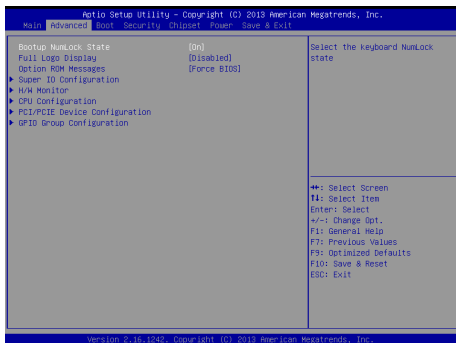 Aptio Setup Utility – Copyright (C) 2013 American Megatrends, Inc.
Main Advanced Boot Security Chipset Power Save & Exit
Bootup NumLock State [On]
Full Logo Display [Disabled]
Option ROM Messages [Force BIOS]
Super IO Configuration
H/W Monitor
CPU Configuration
PCI/PCIE Device Configuration
GPIO Group Configuration
Select the keyboard NumLock
state
→←: Select Screen
↑↓: Select Item
Enter: Select
+/-: Change Opt.
F1: General Help
F7: Previous Values
F9: Optimized Defaults
F10: Save & Reset
ESC: Exit
Version 2.16.1242. Copyright (C) 2013 American Megatrends, Inc.